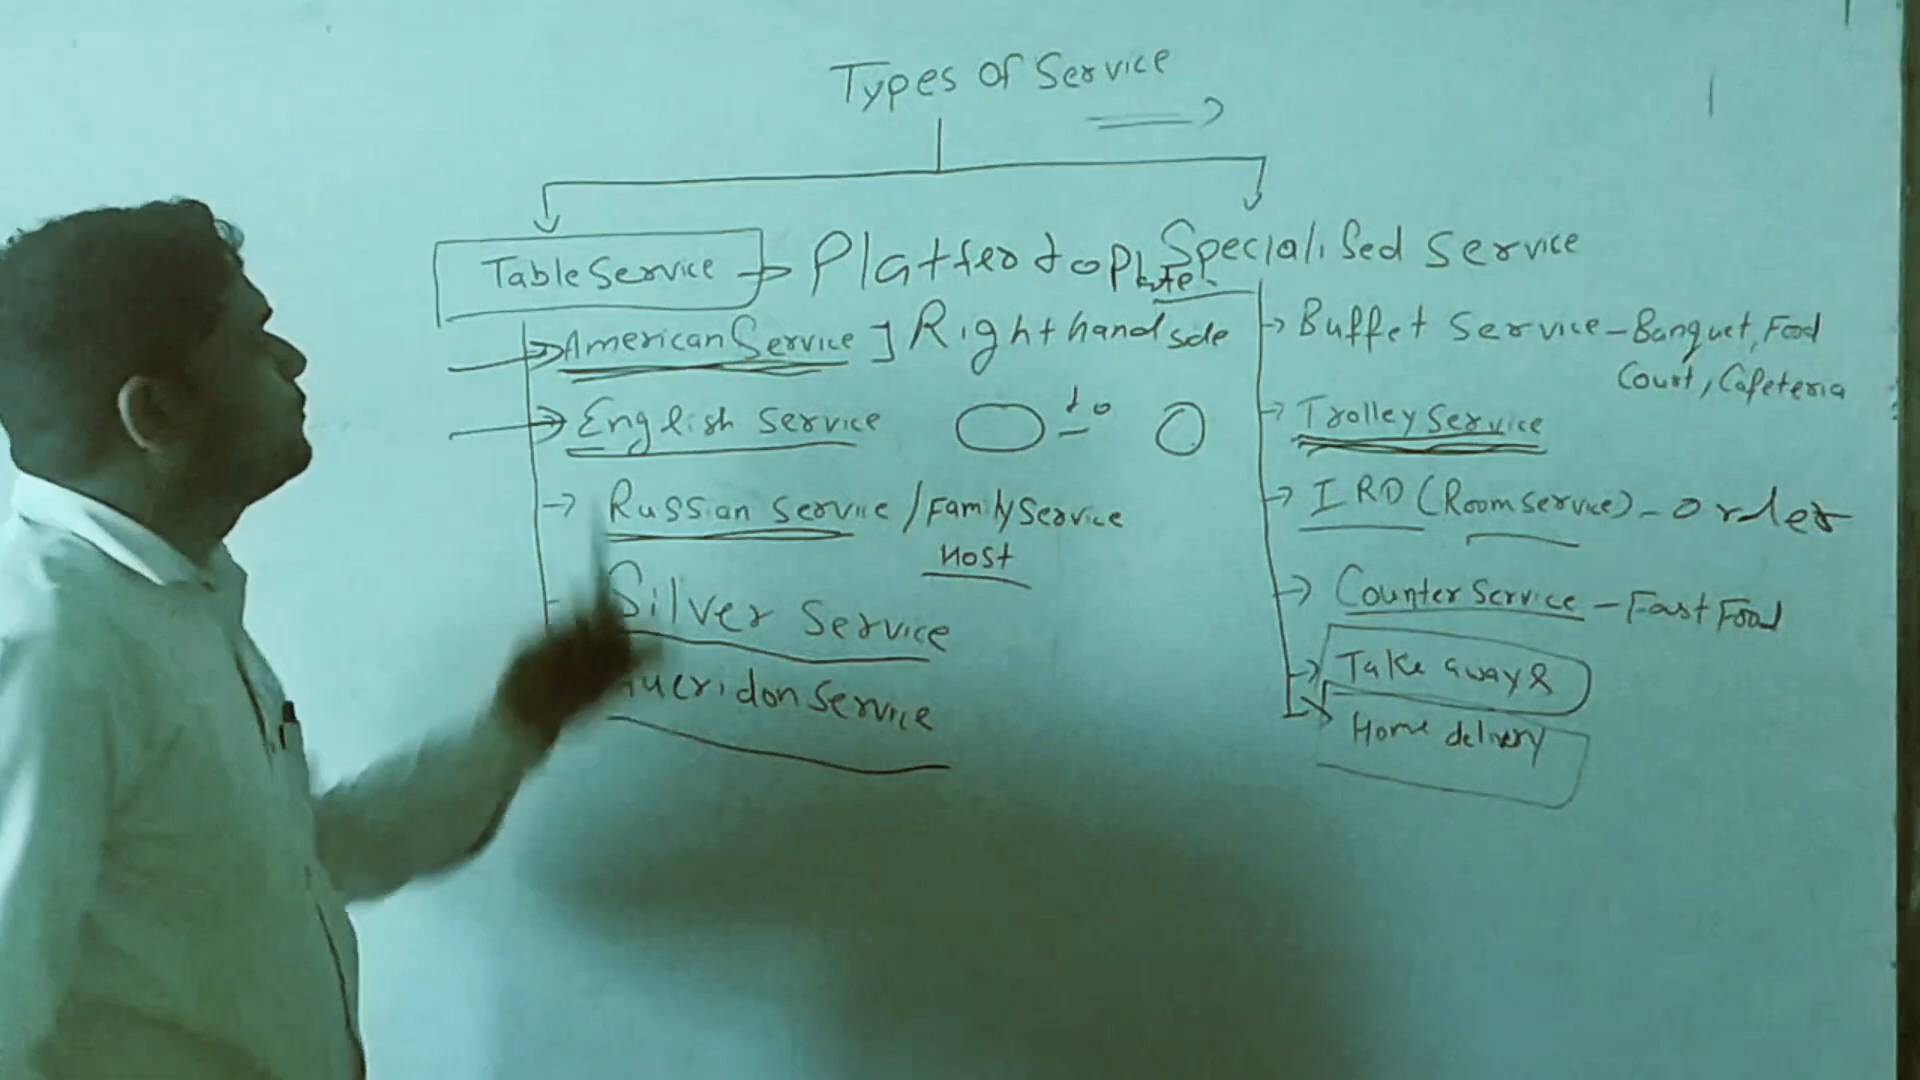 Types of Service
Table Service → Platter to Plate
American Service ] Right hand side
English Service to
Russian Service / Family Service
Host
Silver Service
Gueridon Service
Specialised Service
→ Buffet Service - Banquet, Food
Court, Cafeteria
→ Trolley Service
→ IRD (Room Service) - order
→ Counter Service - Fast Food
→ Take away &
Home delivery